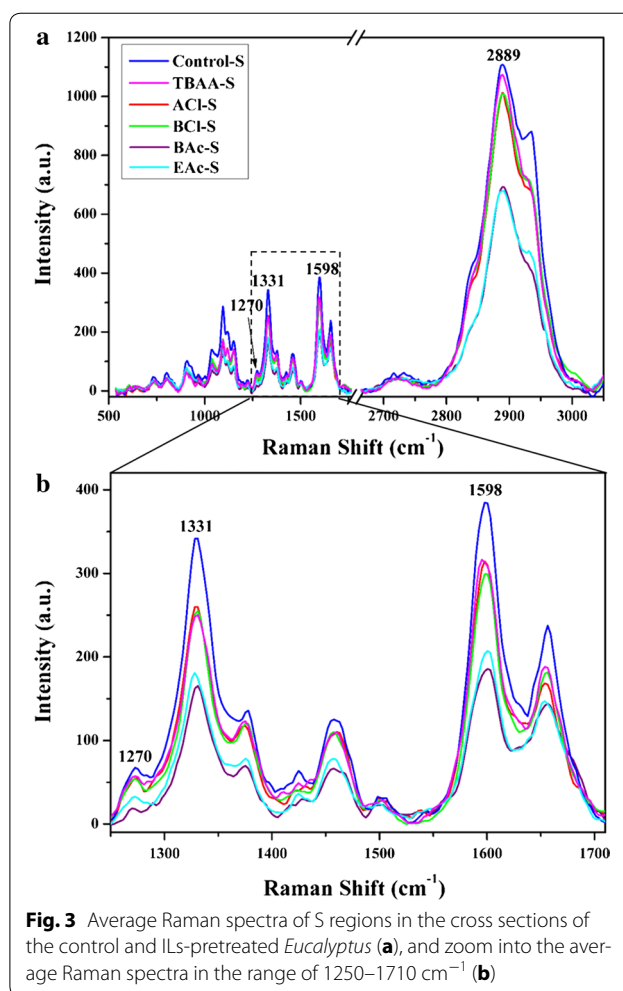 a
1200
1000
800
600
400
200
0
Intensity (a.u.)
Control-S
TBAA-S
ACl-S
BCl-S
BAc-S
EAc-S
2889
1270
1331
1598
500
1000
1500
2700
2800
2900
3000
Raman Shift (cm⁻¹)
b
400
300
200
100
0
Intensity (a.u.)
1270
1331
1598
1300
1400
1500
1600
1700
Raman Shift (cm⁻¹)
Fig. 3 Average Raman spectra of S regions in the cross sections of
the control and ILs-pretreated Eucalyptus (a), and zoom into the aver-
age Raman spectra in the range of 1250–1710 cm⁻¹ (b)